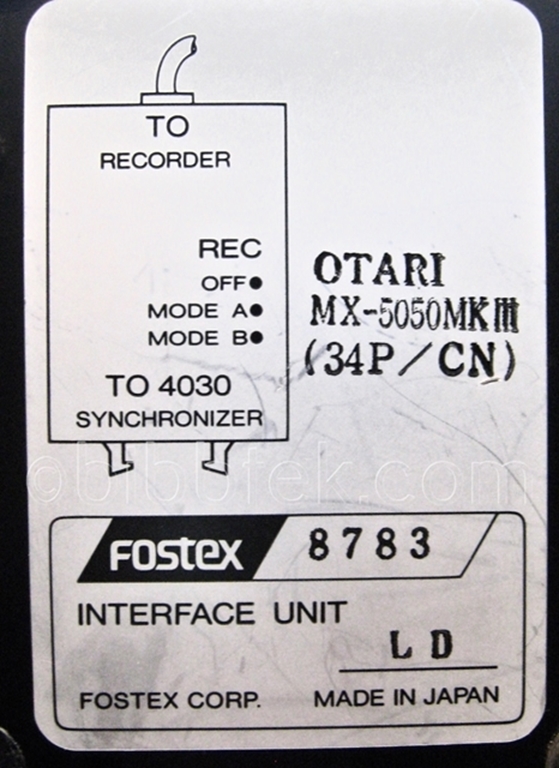 TO
RECORDER
REC
OFF●
MODE A●
MODE B●
TO 4030
SYNCHRONIZER
OTARI
MX-5050MKⅢ
(34P/CN)
obibutek.com
FOSTEX 8783
INTERFACE UNIT
LD
FOSTEX CORP. MADE IN JAPAN